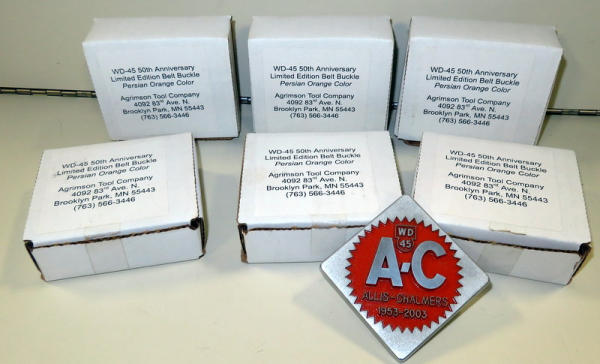 WD-45 50th Anniversary
Limited Edition Belt Buckle
Persian Orange Color
Agrimson Tool Company
4092 83rd Ave. N.
Brooklyn Park, MN 55443
(763) 566-3446
WD-45 50th Anniversary
Limited Edition Belt Buckle
Persian Orange Color
Agrimson Tool Company
4092 83rd Ave. N.
Brooklyn Park, MN 55443
(763) 566-3446
WD-45 50th Anniversary
Limited Edition Belt Buckle
Persian Orange Color
Agrimson Tool Company
4092 83rd Ave. N.
Brooklyn Park, MN 55443
(763) 566-3446
WD-45 50th Anniversary
Limited Edition Belt Buckle
Persian Orange Color
Agrimson Tool Company
4092 83rd Ave. N.
Brooklyn Park, MN 55443
(763) 566-3446
WD-45 50th Anniversary
Limited Edition Belt Buckle
Persian Orange Color
Agrimson Tool Company
4092 83rd Ave. N.
Brooklyn Park, MN 55443
(763) 566-3446
WD-45 50th Anniversary
Limited Edition Belt Buckle
Persian Orange Color
Agrimson Tool Company
4092 83rd Ave. N.
Brooklyn Park, MN 55443
(763) 566-3446
WD
45
A-C
ALLIS-CHALMERS
1953-2003